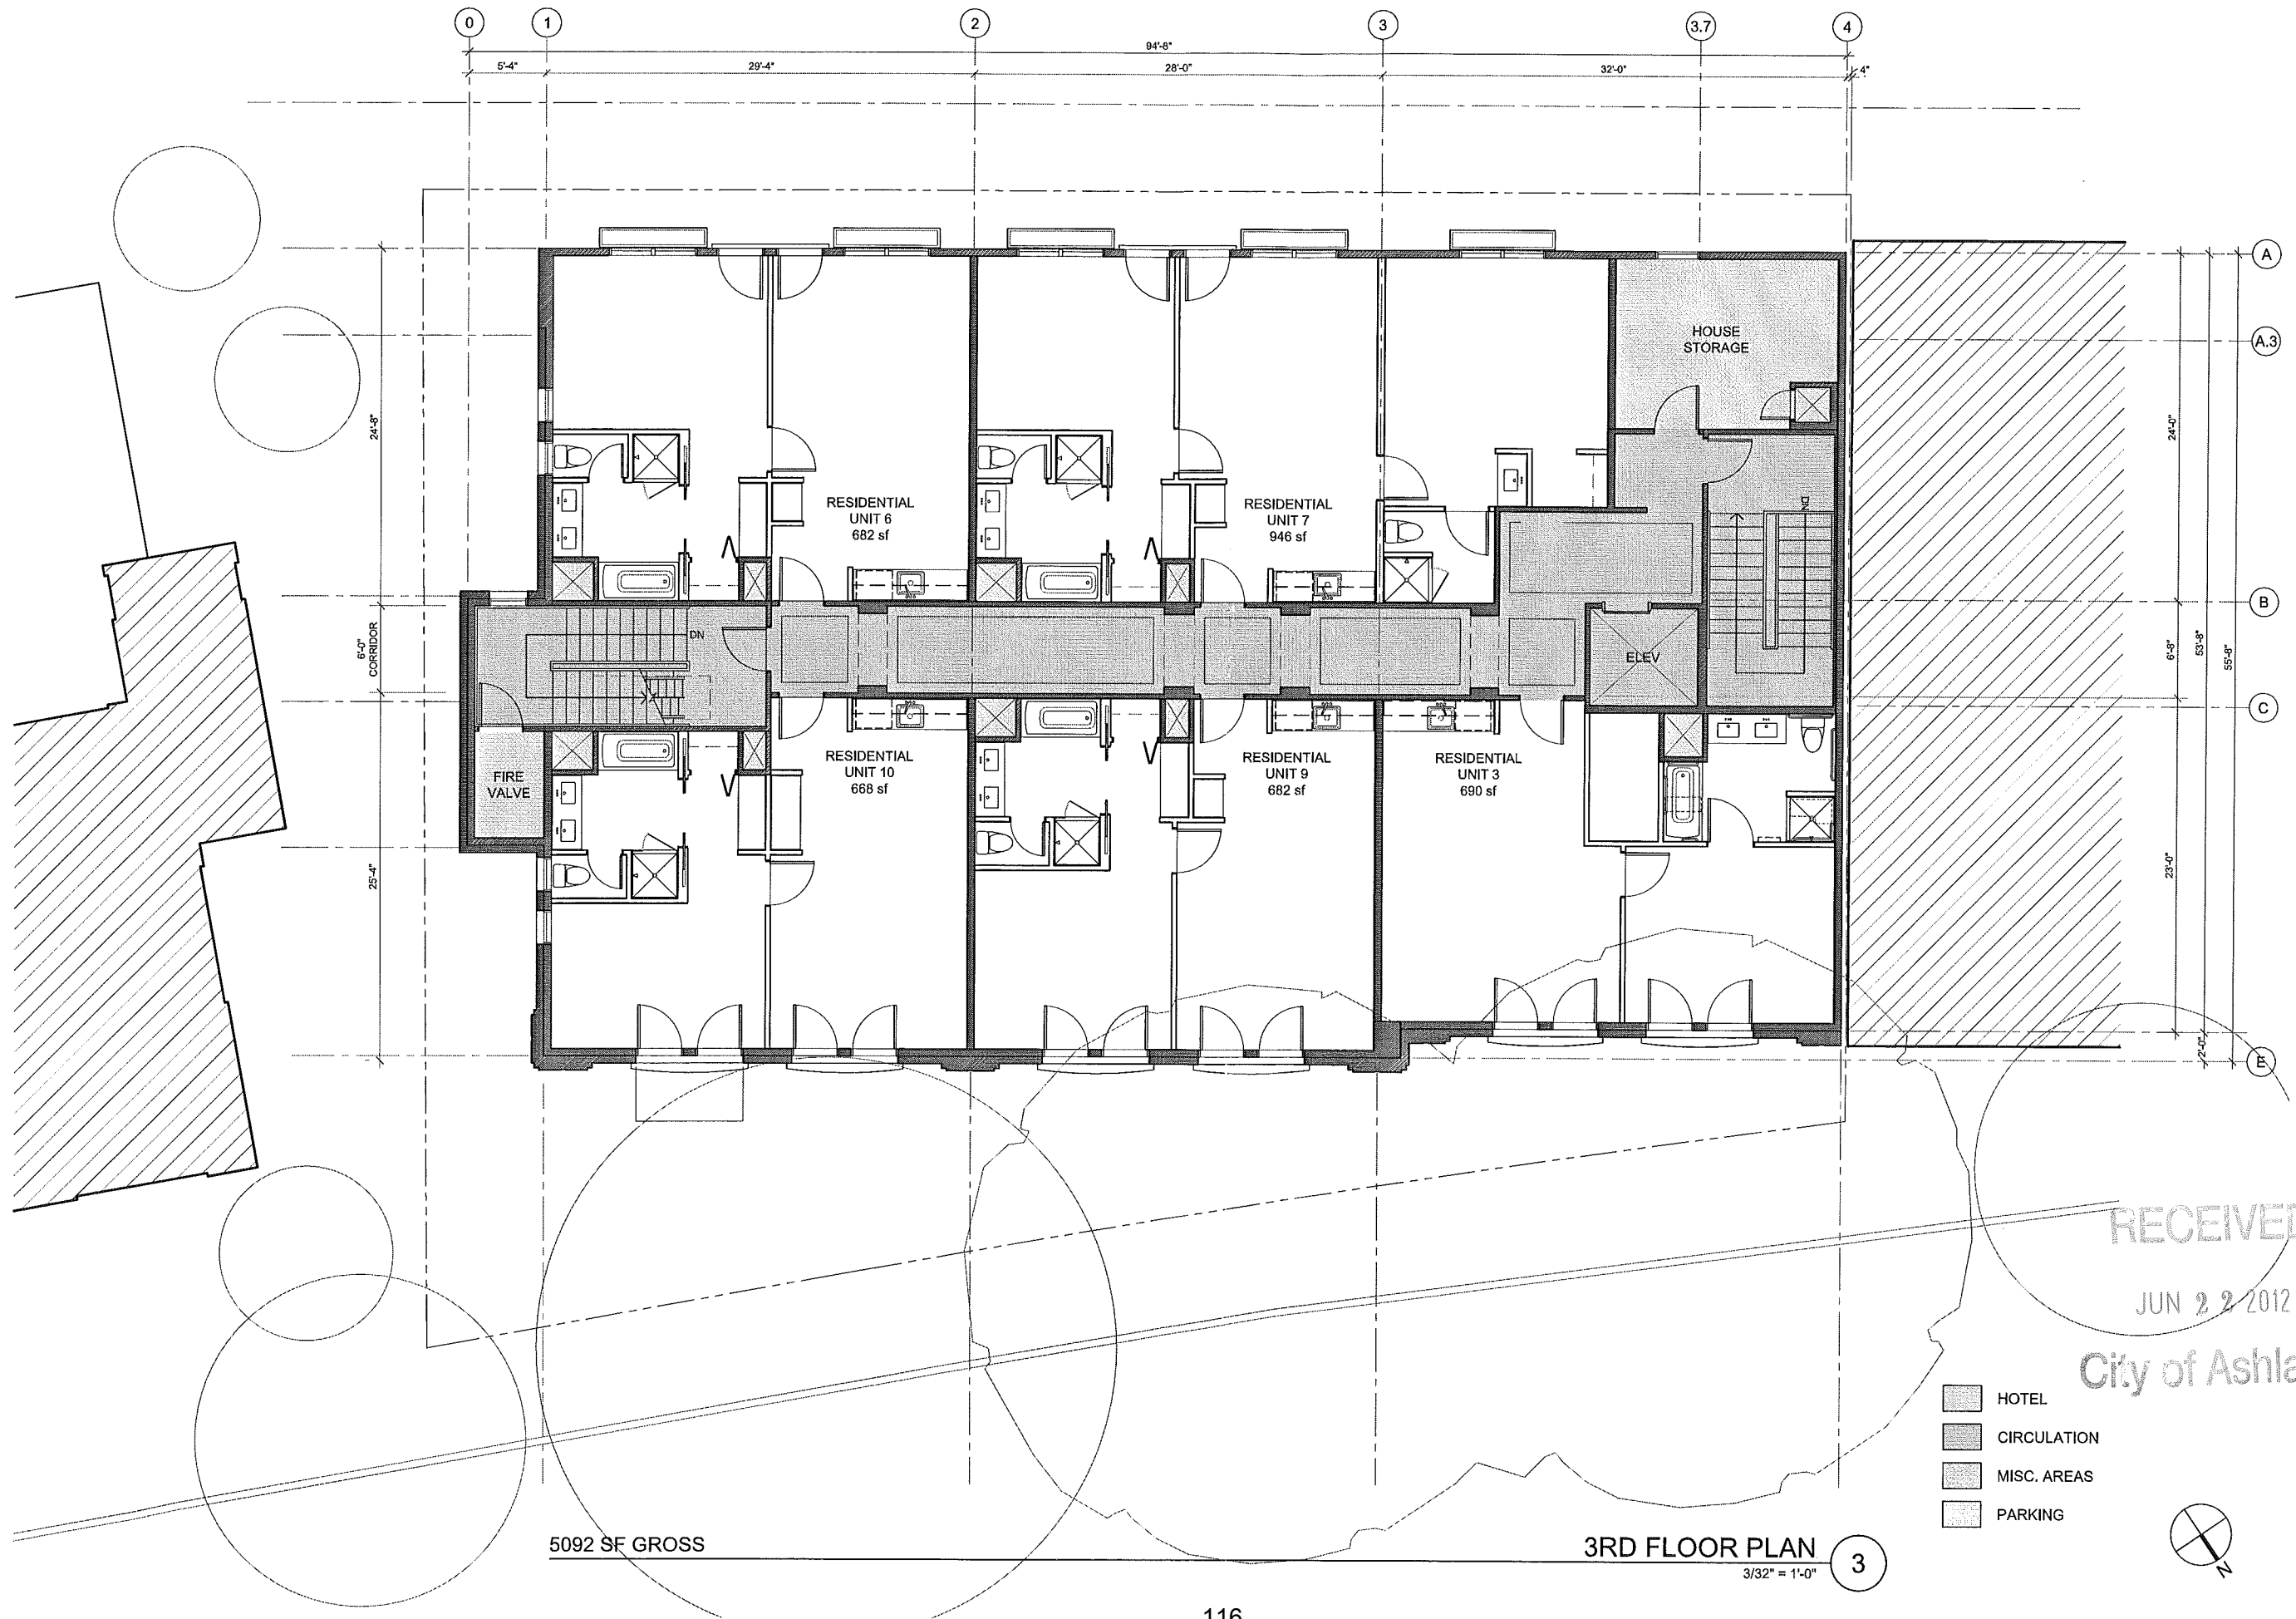 0
1
2
3
3.7
4
94'-8"
5'-4"
29'-4"
28'-0"
32'-0"
4"
A
HOUSE
STORAGE
A.3
24'-8"
24'-0"
RESIDENTIAL
UNIT 6
682 sf
RESIDENTIAL
UNIT 7
946 sf
DN
B
6'-0"
CORRIDOR
DN
ELEV
6'-8"
53'-8"
55'-8"
C
FIRE
VALVE
RESIDENTIAL
UNIT 10
668 sf
RESIDENTIAL
UNIT 9
682 sf
RESIDENTIAL
UNIT 3
690 sf
25'-4"
23'-0"
2'-0"
E
RECEIVED
JUN 22 2012
City of Ashla
HOTEL
CIRCULATION
MISC. AREAS
PARKING
N
5092 SF GROSS
3RD FLOOR PLAN
3
3/32" = 1'-0"
116